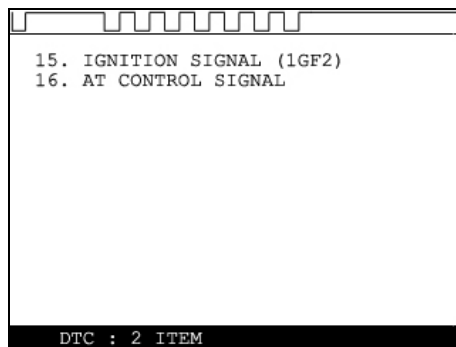 15. IGNITION SIGNAL (1GF2)
16. AT CONTROL SIGNAL
DTC : 2 ITEM